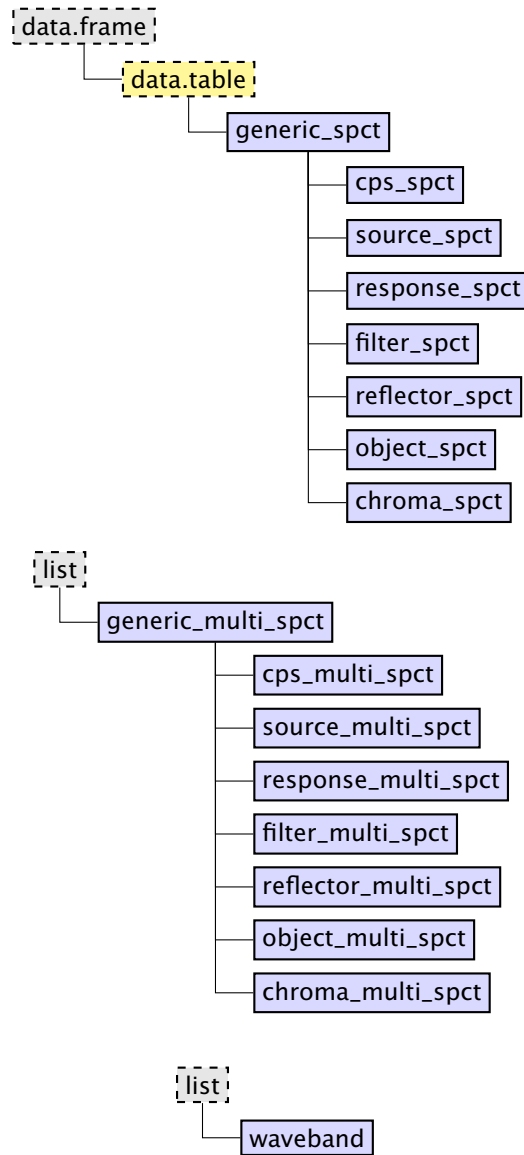 data.frame
data.table
generic_spct
cps_spct
source_spct
response_spct
filter_spct
reflector_spct
object_spct
chroma_spct
list
generic_multi_spct
cps_multi_spct
source_multi_spct
response_multi_spct
filter_multi_spct
reflector_multi_spct
object_multi_spct
chroma_multi_spct
list
waveband